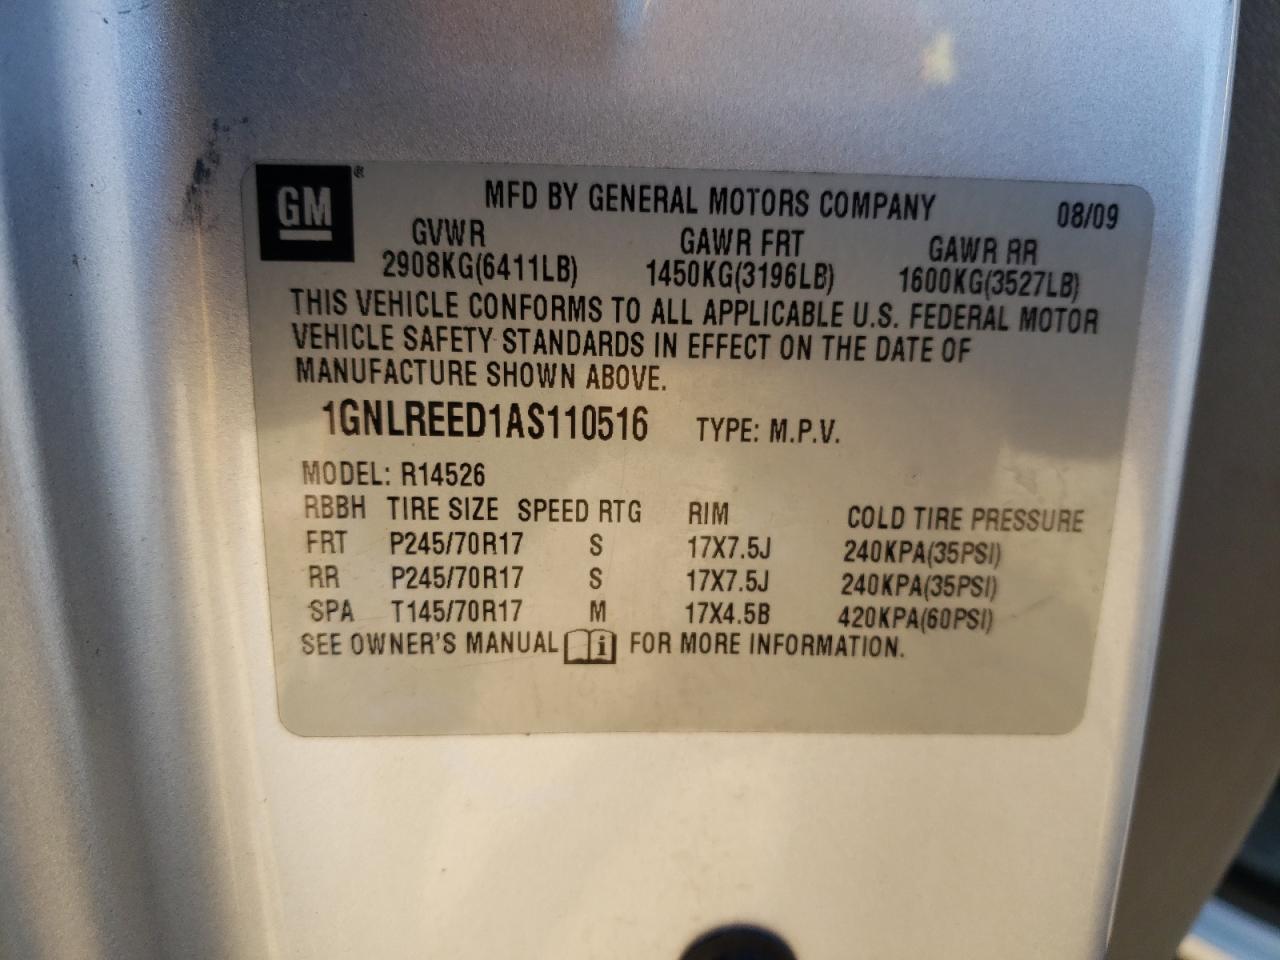 GM®
MFD BY GENERAL MOTORS COMPANY 08/09
GVWR GAWR FRT GAWR RR
2908KG(6411LB) 1450KG(3196LB) 1600KG(3527LB)
THIS VEHICLE CONFORMS TO ALL APPLICABLE U.S. FEDERAL MOTOR
VEHICLE SAFETY STANDARDS IN EFFECT ON THE DATE OF
MANUFACTURE SHOWN ABOVE.
1GNLREED1AS110516 TYPE: M.P.V.
MODEL: R14526
RBBH TIRE SIZE SPEED RTG RIM COLD TIRE PRESSURE
FRT P245/70R17 S 17X7.5J 240KPA(35PSI)
RR P245/70R17 S 17X7.5J 240KPA(35PSI)
SPA T145/70R17 M 17X4.5B 420KPA(60PSI)
SEE OWNER'S MANUAL i FOR MORE INFORMATION.